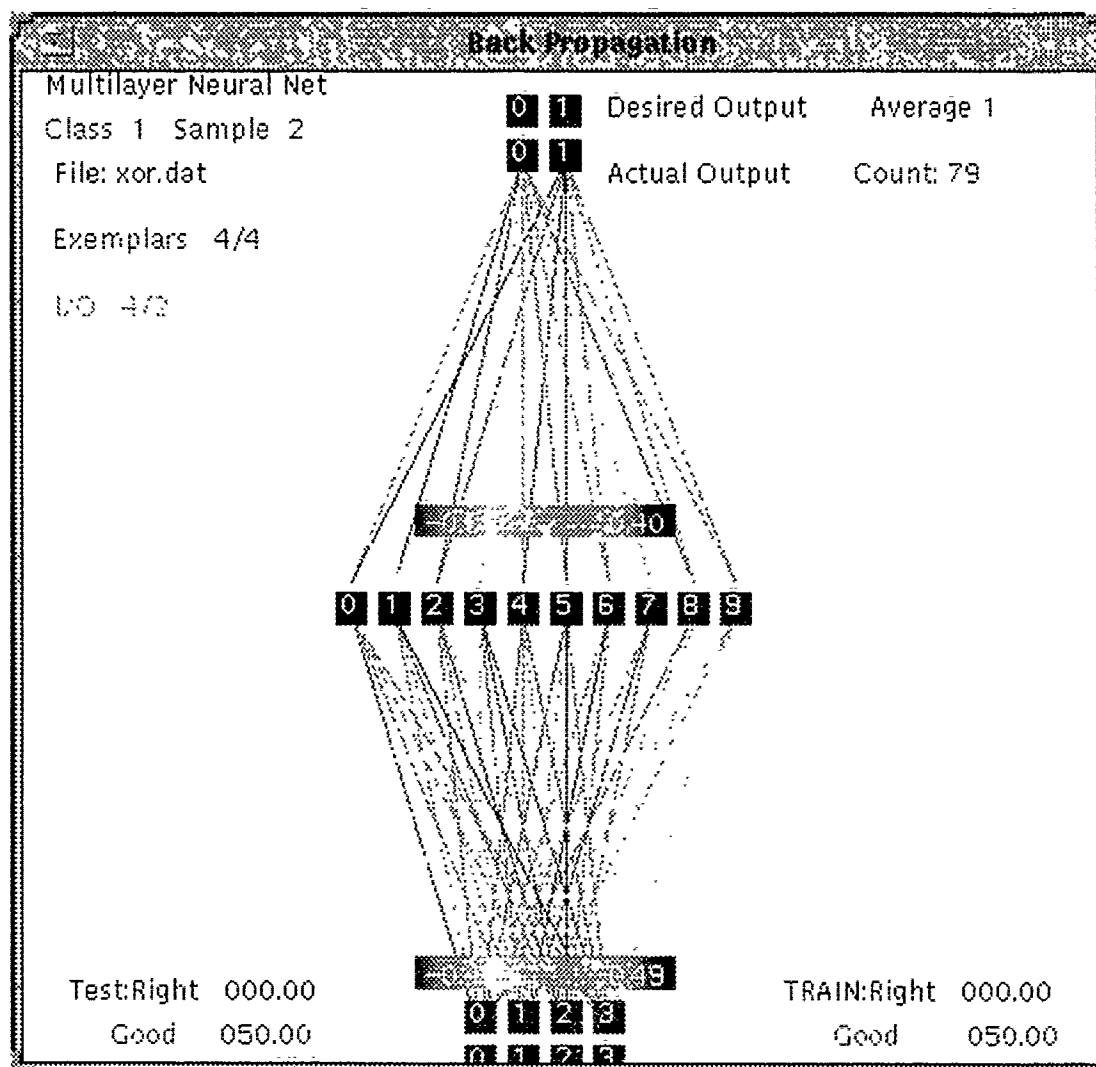 Back Propagation
Multilayer Neural Net
0 1 Desired Output Average 1
Class 1 Sample 2
0 1 Actual Output Count: 79
File: xor.dat
Exemplars 4/4
I/O 4/2
0 1 2 3 4 5 6 7 8 9
Test:Right 000.00
TRAIN:Right 000.00
0 1 2 3
Good 050.00
Good 050.00
0 1 2 3